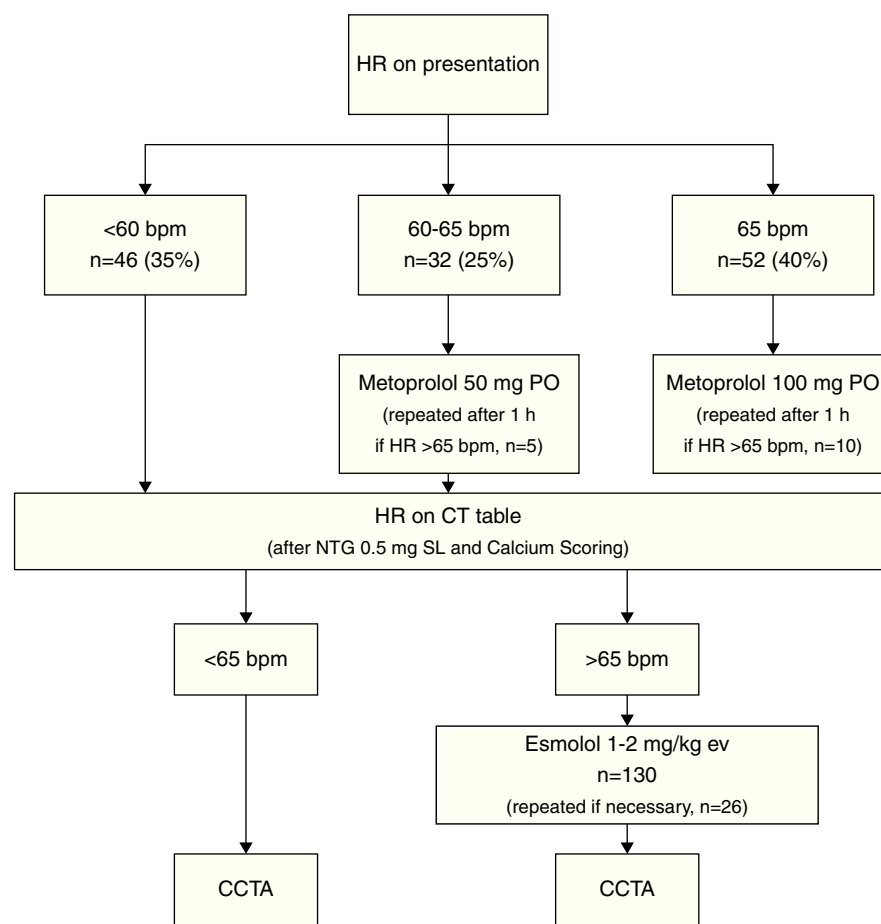 HR on presentation
<60 bpm
n=46 (35%)
60-65 bpm
n=32 (25%)
65 bpm
n=52 (40%)
Metoprolol 50 mg PO
(repeated after 1 h
if HR >65 bpm, n=5)
Metoprolol 100 mg PO
(repeated after 1 h
if HR >65 bpm, n=10)
HR on CT table
(after NTG 0.5 mg SL and Calcium Scoring)
<65 bpm
>65 bpm
Esmolol 1-2 mg/kg ev
n=130
(repeated if necessary, n=26)
CCTA
CCTA